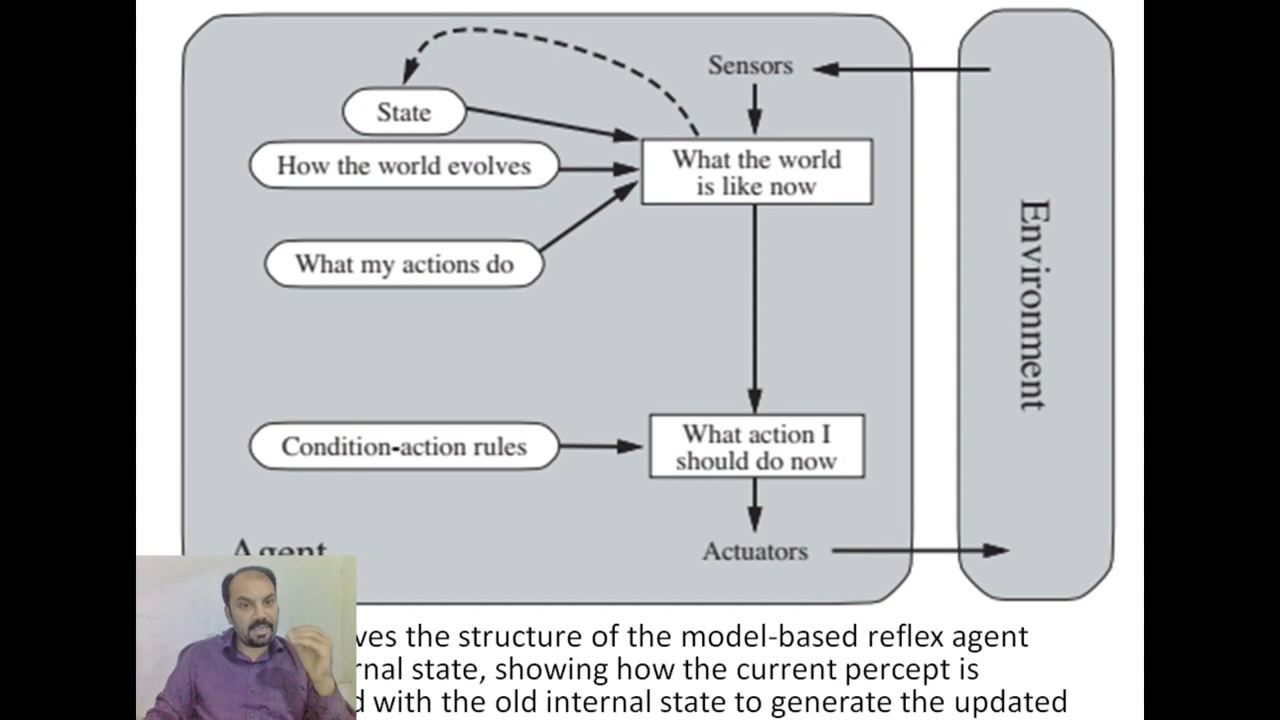 Sensors
State
What the world
is like now
How the world evolves
What my actions do
Environment
Condition-action rules
What action I
should do now
Agent
Actuators
the structure of the model-based reflex agent
state, showing how the current percept is
with the old internal state to generate the updated